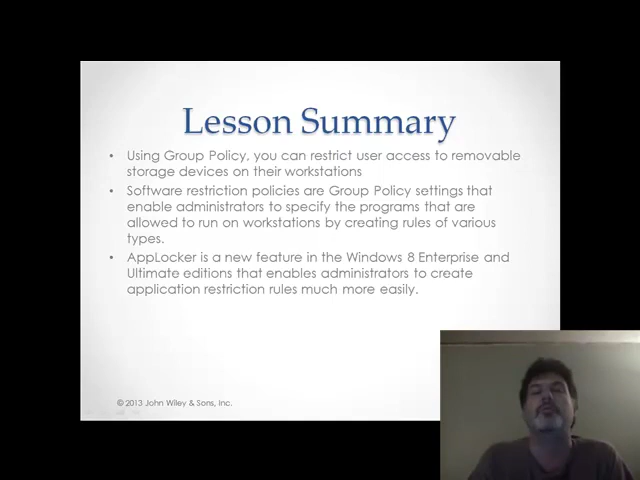 Lesson Summary
• Using Group Policy, you can restrict user access to removable
storage devices on their workstations
• Software restriction policies are Group Policy settings that
enable administrators to specify the programs that are
allowed to run on workstations by creating rules of various
types.
• AppLocker is a new feature in the Windows 8 Enterprise and
Ultimate editions that enables administrators to create
application restriction rules much more easily.
© 2013 John Wiley & Sons, Inc.